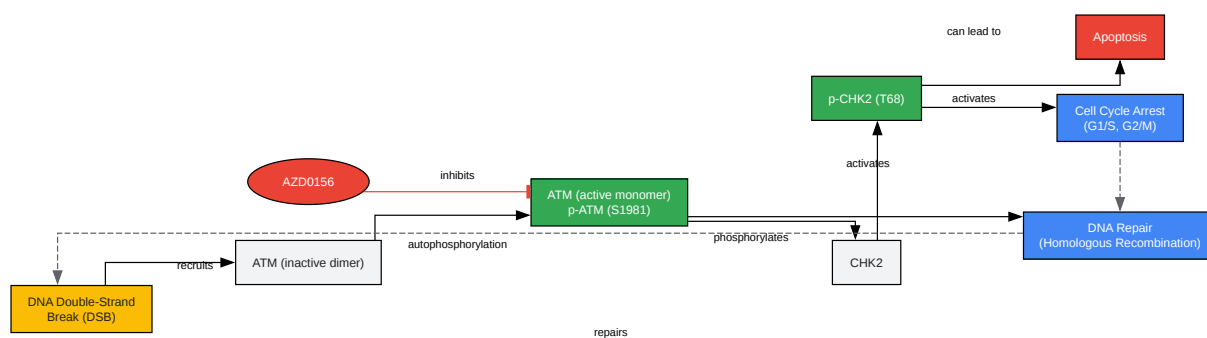 can lead to
Apoptosis
p-CHK2 (T68)
activates
Cell Cycle Arrest
(G1/S, G2/M)
activates
AZD0156
inhibits
ATM (active monomer)
p-ATM (S1981)
DNA Repair
(Homologous Recombination)
phosphorylates
autophosphorylation
recruits
ATM (inactive dimer)
CHK2
DNA Double-Strand
Break (DSB)
repairs